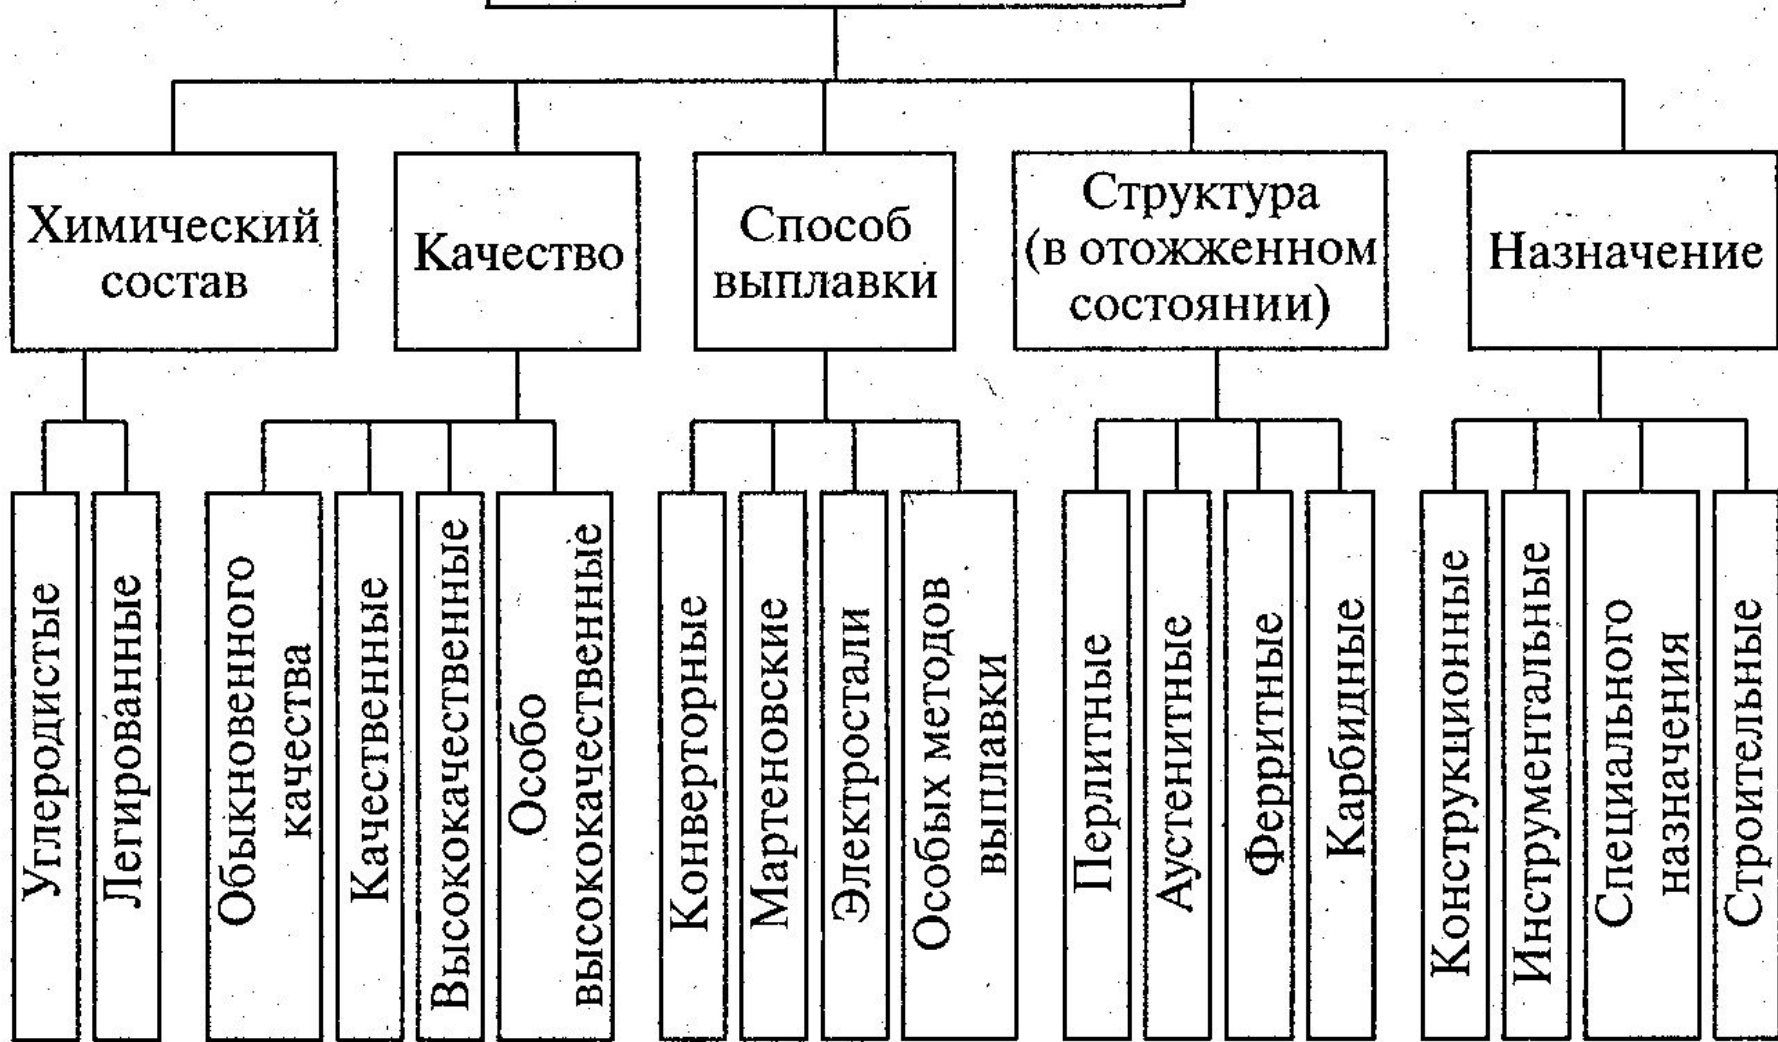 Химический
состав
Качество
Способ
выплавки
Структура
(в отожженном
состоянии)
Назначение
Углеродистые
Легированные
Обыкновенного
качества
Качественные
Высококачественные
Особо
высококачественные
Конверторные
Мартеновские
Электростали
Особых методов
выплавки
Перлитные
Аустенитные
Ферритные
Карбидные
Конструкционные
Инструментальные
Специального
назначения
Строительные